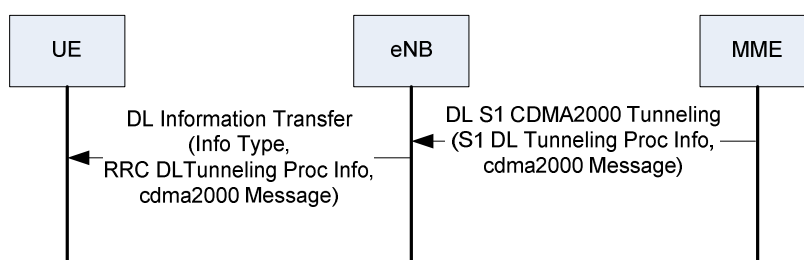 UE
eNB
MME
DL Information Transfer
(Info Type,
RRC DLTunneling Proc Info,
cdma2000 Message)
DL S1 CDMA2000 Tunneling
(S1 DL Tunneling Proc Info,
cdma2000 Message)